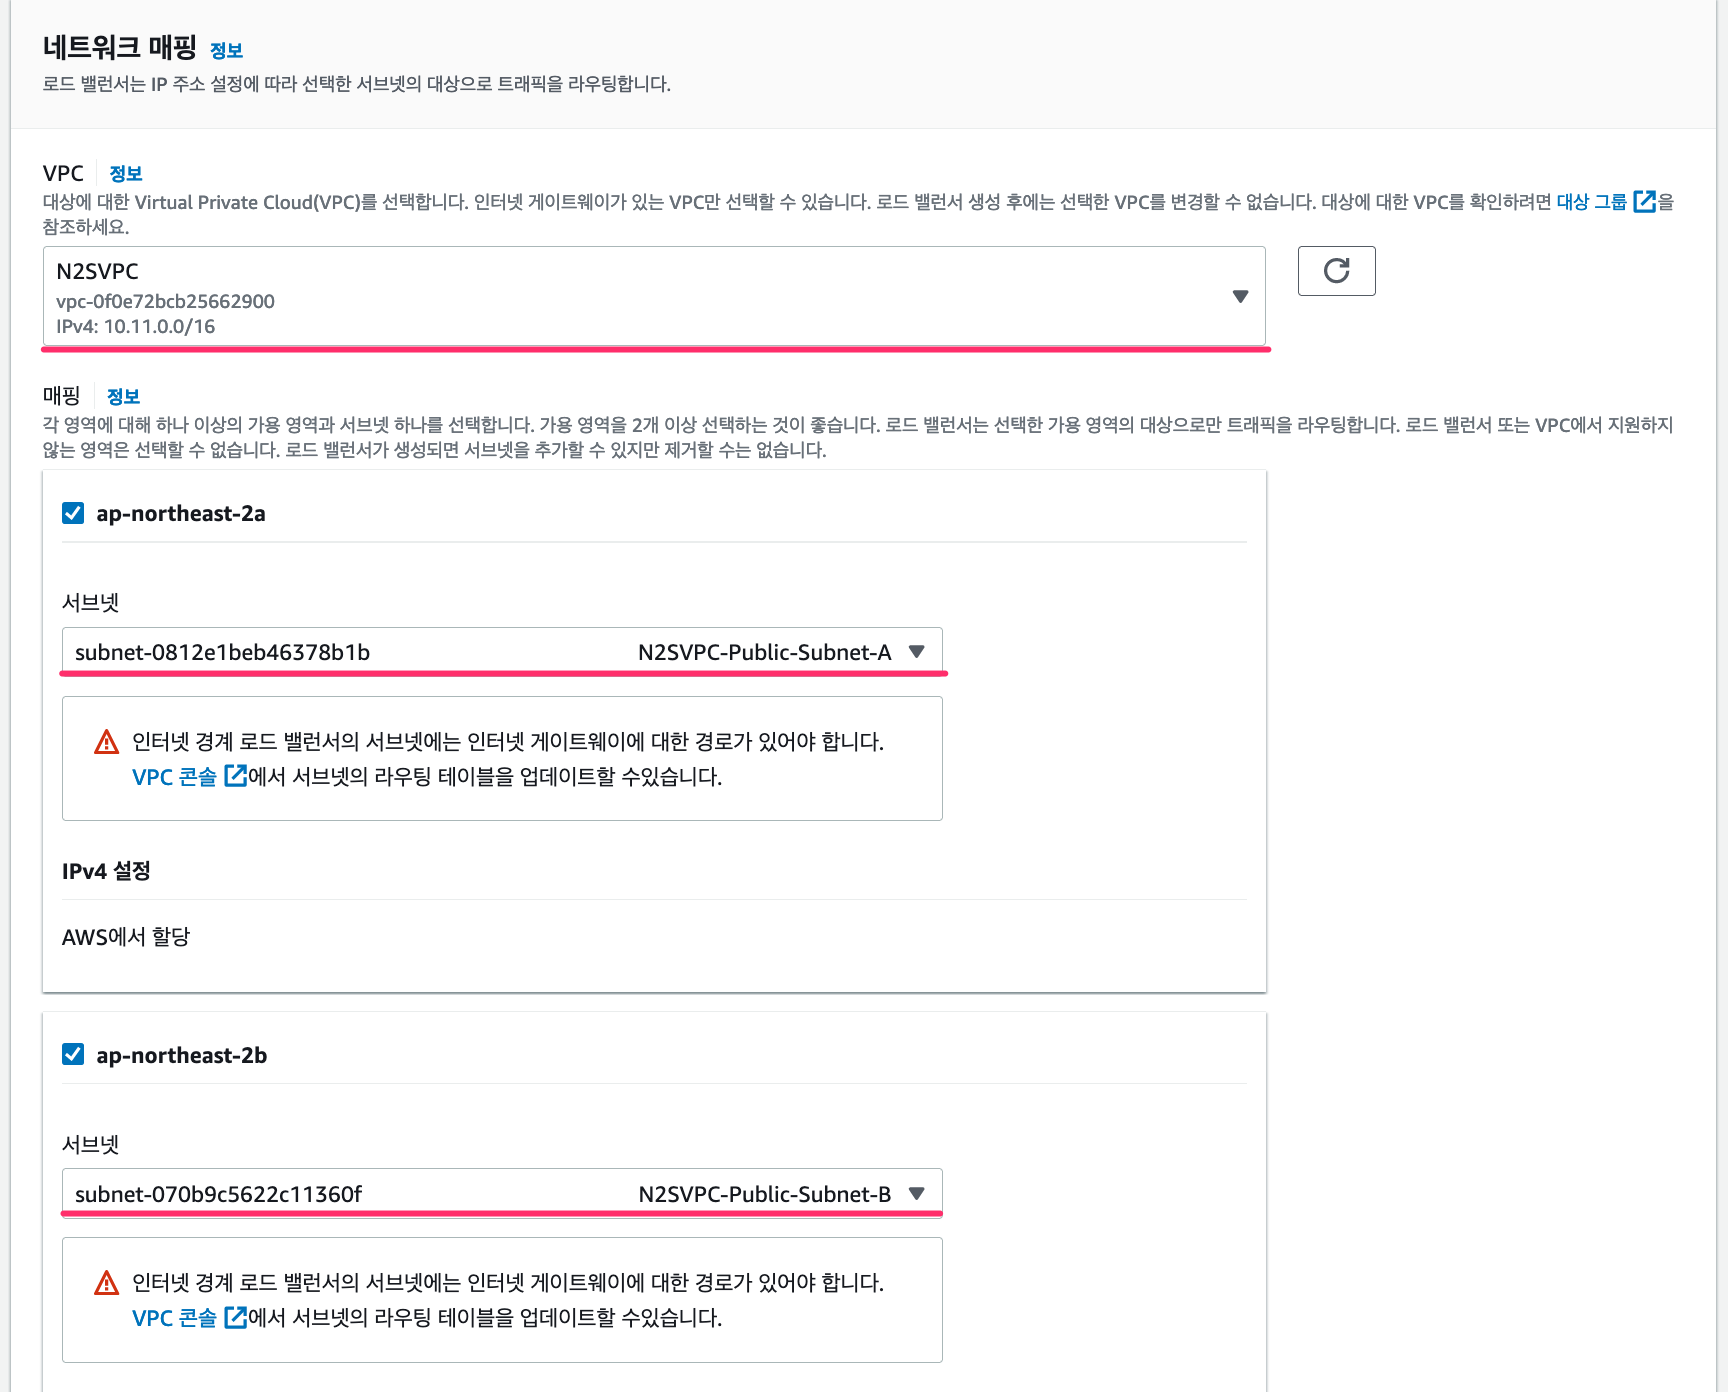 네트워크 매핑 정보
로드 밸런서는 IP 주소 설정에 따라 선택한 서브넷의 대상으로 트래픽을 라우팅합니다.
VPC 정보
대상에 대한 Virtual Private Cloud(VPC)를 선택합니다. 인터넷 게이트웨이가 있는 VPC만 선택할 수 있습니다. 로드 밸런서 생성 후에는 선택한 VPC를 변경할 수 없습니다. 대상에 대한 VPC를 확인하려면 대상 그룹 을
참조하세요.
N2SVPC
vpc-0f0e72bcb25662900
IPv4: 10.11.0.0/16
매핑 정보
각 영역에 대해 하나 이상의 가용 영역과 서브넷 하나를 선택합니다. 가용 영역을 2개 이상 선택하는 것이 좋습니다. 로드 밸런서는 선택한 가용 영역의 대상으로만 트래픽을 라우팅합니다. 로드 밸런서 또는 VPC에서 지원하지
않는 영역은 선택할 수 없습니다. 로드 밸런서가 생성되면 서브넷을 추가할 수 있지만 제거할 수는 없습니다.
ap-northeast-2a
서브넷
subnet-0812e1beb46378b1b N2SVPC-Public-Subnet-A
인터넷 경계 로드 밸런서의 서브넷에는 인터넷 게이트웨이에 대한 경로가 있어야 합니다.
VPC 콘솔 에서 서브넷의 라우팅 테이블을 업데이트할 수있습니다.
IPv4 설정
AWS에서 할당
ap-northeast-2b
서브넷
subnet-070b9c5622c11360f N2SVPC-Public-Subnet-B
인터넷 경계 로드 밸런서의 서브넷에는 인터넷 게이트웨이에 대한 경로가 있어야 합니다.
VPC 콘솔 에서 서브넷의 라우팅 테이블을 업데이트할 수있습니다.